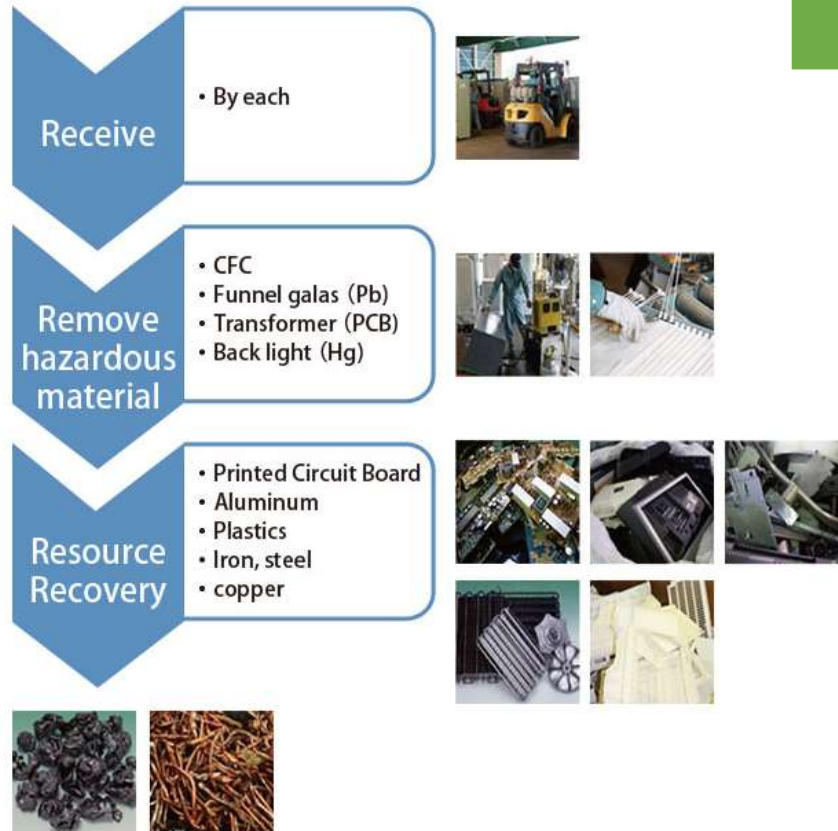 Receive
• By each
Remove
hazardous
material
• CFC
• Funnel galas (Pb)
• Transformer (PCB)
• Back light (Hg)
Resource
Recovery
• Printed Circuit Board
• Aluminum
• Plastics
• Iron, steel
• copper